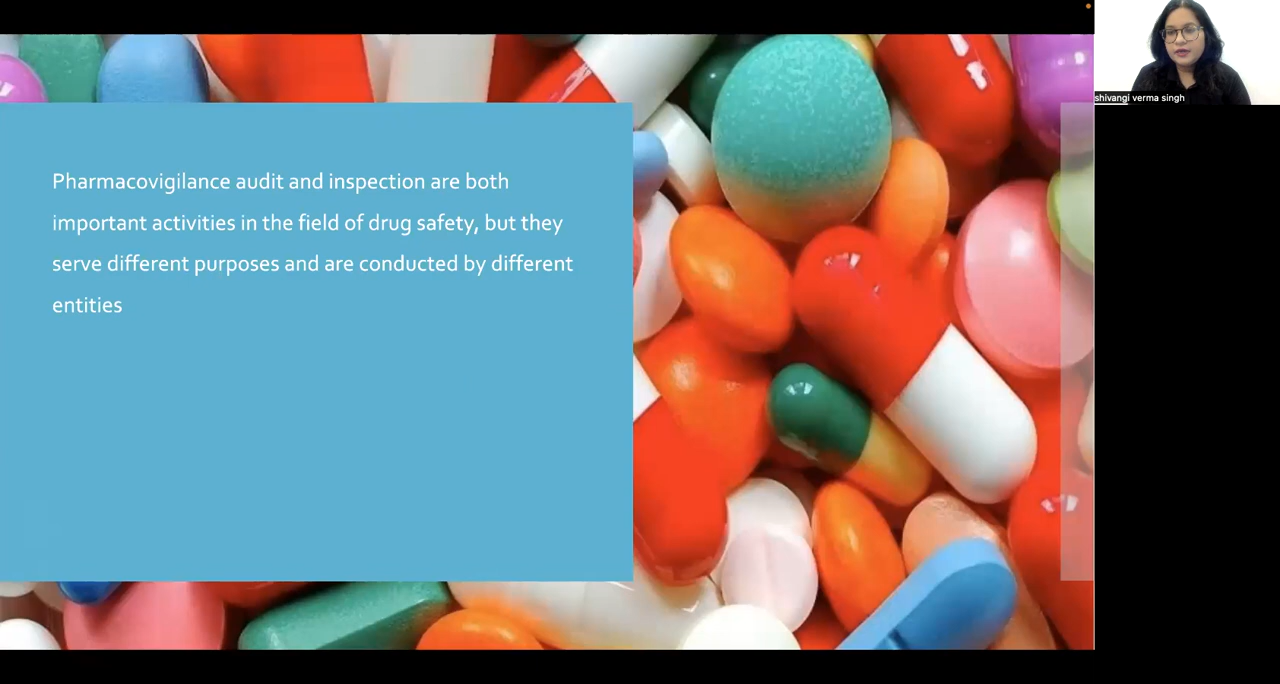 Pharmacovigilance audit and inspection are both
important activities in the field of drug safety, but they
serve different purposes and are conducted by different
entities
shivangi verma singh